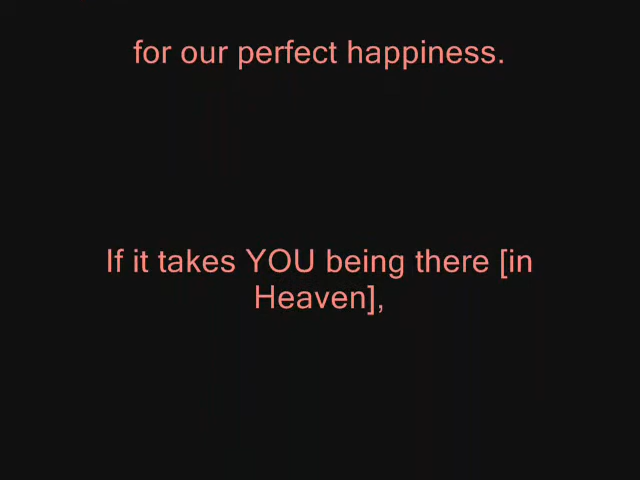 for our perfect happiness.
If it takes YOU being there [in
Heaven],